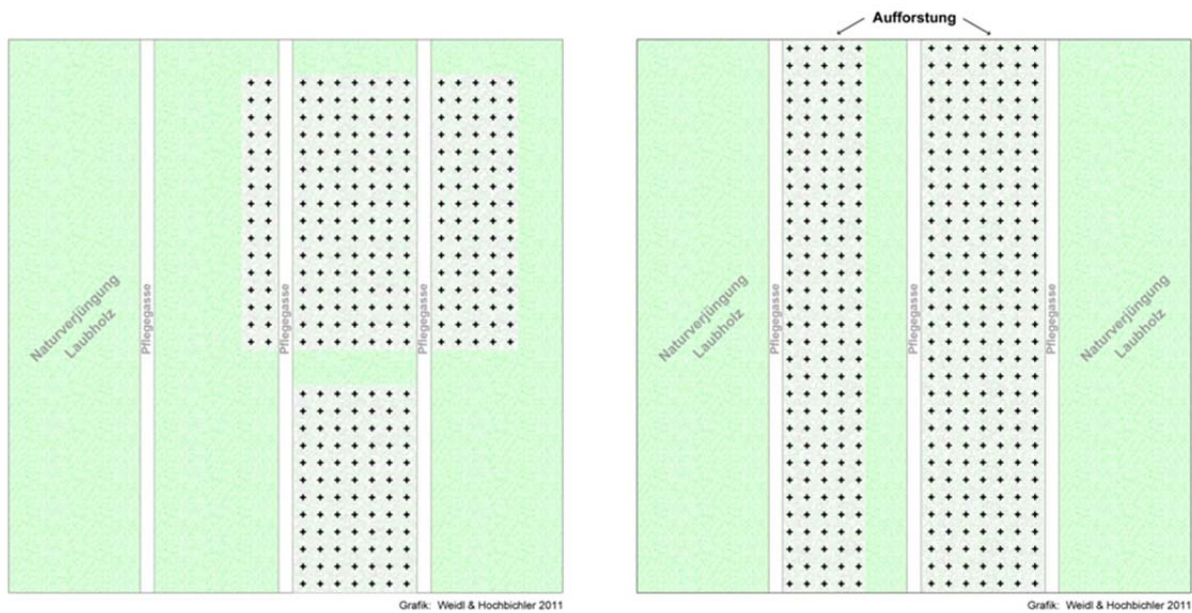 Naturverjüngung
Laubholz
Pflegegasse
Pflegegasse
Pflegegasse
Grafik: Weidl & Hochbichler 2011
Aufforstung
Naturverjüngung
Laubholz
Pflegegasse
Pflegegasse
Pflegegasse
Naturverjüngung
Laubholz
Grafik: Weidl & Hochbichler 2011